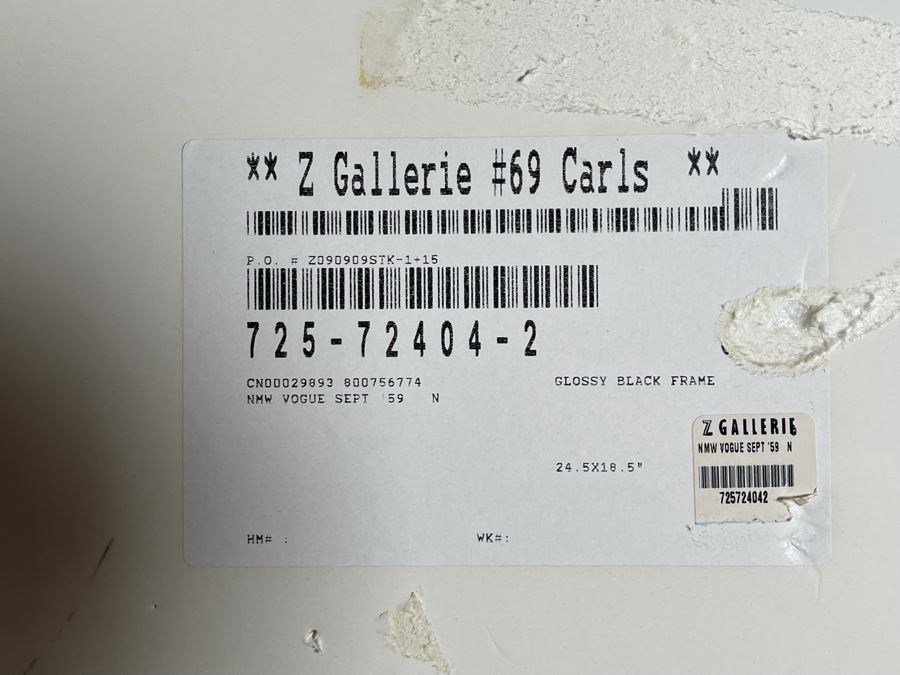 ** Z Gallerie #69 Carls **
P.O. # Z090909STK-1+15
725-72404-2
CN00029893 800756774
GLOSSY BLACK FRAME
NMW VOGUE SEPT '59 N
24.5X18.5"
Z GALLERIE
NMW VOGUE SEPT '59 N
725724042
HM# :
WK#: